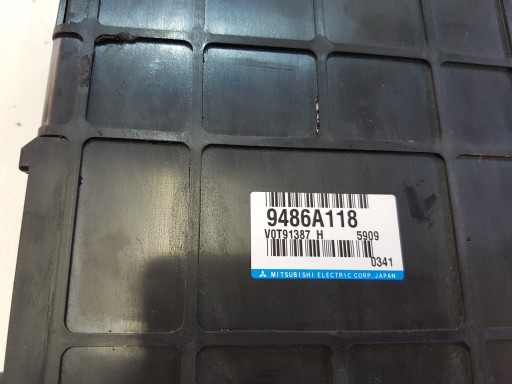 9486A118
V0T91387 H 5909
0341
MITSUBISHI ELECTRIC CORP. JAPAN